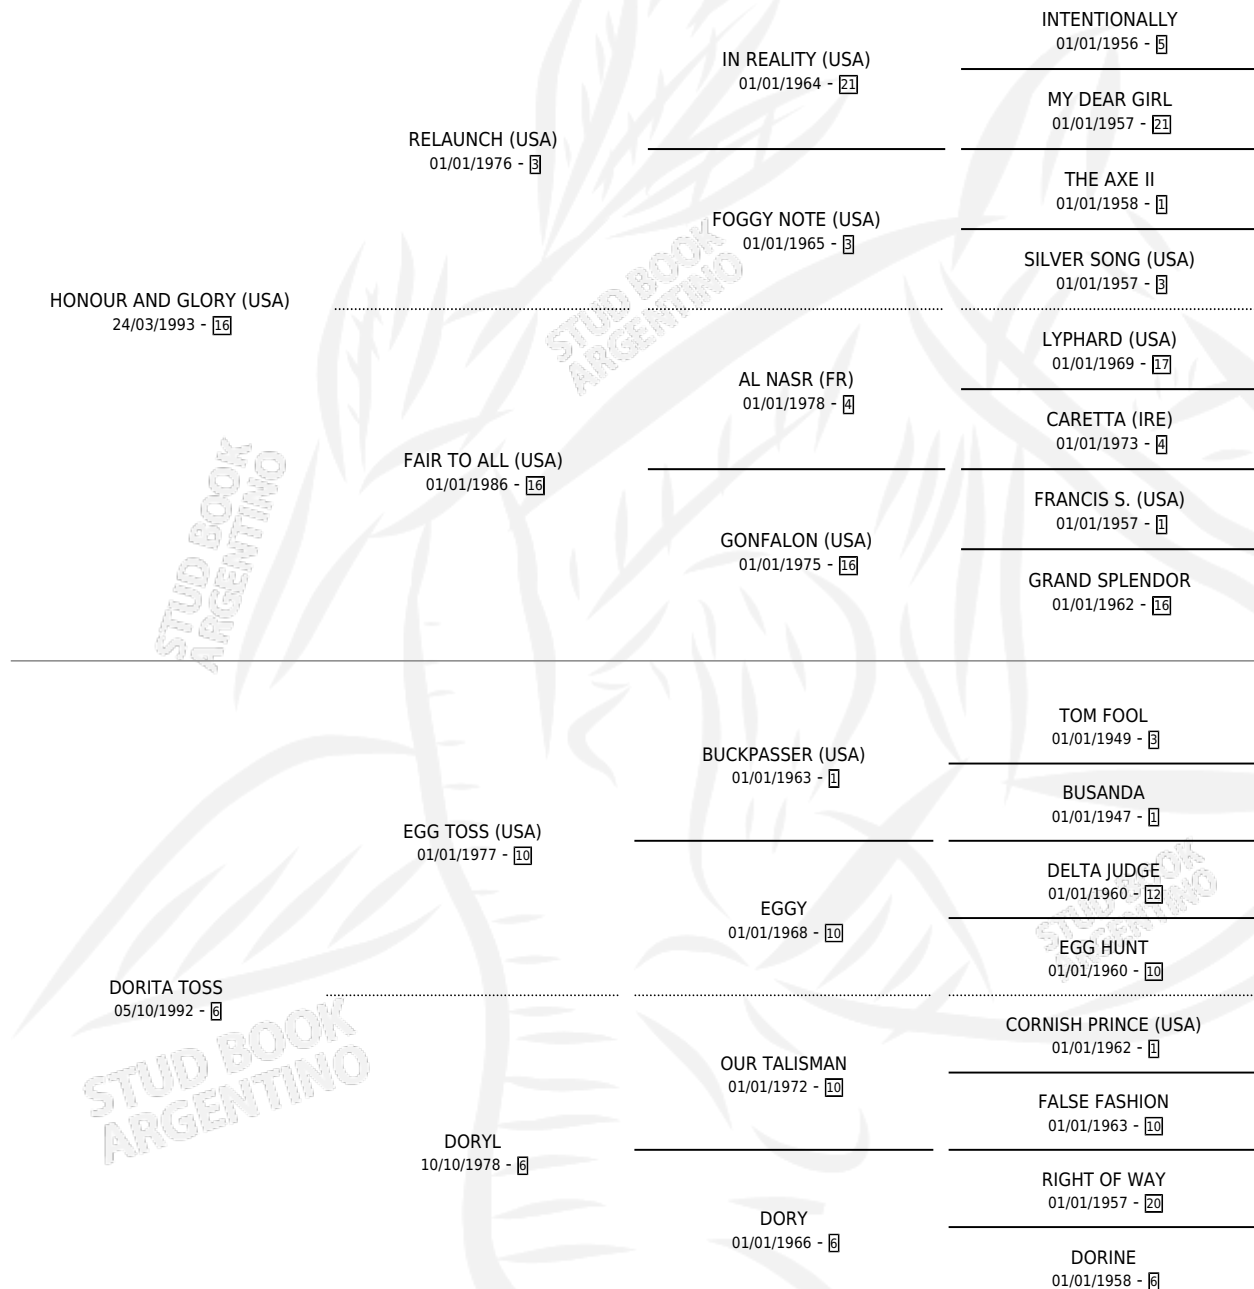 INTENTIONALLY
01/01/1956 - 5
IN REALITY (USA)
01/01/1964 - 21
MY DEAR GIRL
01/01/1957 - 21
RELAUNCH (USA)
01/01/1976 - 3
THE AXE II
01/01/1958 - 1
FOGGY NOTE (USA)
01/01/1965 - 3
SILVER SONG (USA)
01/01/1957 - 3
HONOUR AND GLORY (USA)
24/03/1993 - 16
LYPHARD (USA)
01/01/1969 - 17
AL NASR (FR)
01/01/1978 - 4
CARETTA (IRE)
01/01/1973 - 4
FAIR TO ALL (USA)
01/01/1986 - 16
FRANCIS S. (USA)
01/01/1957 - 1
GONFALON (USA)
01/01/1975 - 16
GRAND SPLENDOR
01/01/1962 - 16
STUD BOOK
ARGENTINO
STUD BOOK
ARGENTINO
TOM FOOL
01/01/1949 - 3
BUCKPASSER (USA)
01/01/1963 - 1
BUSANDA
01/01/1947 - 1
EGG TOSS (USA)
01/01/1977 - 10
DELTA JUDGE
01/01/1960 - 12
EGGY
01/01/1968 - 10
EGG HUNT
01/01/1960 - 10
DORITA TOSS
05/10/1992 - 6
CORNISH PRINCE (USA)
01/01/1962 - 1
OUR TALISMAN
01/01/1972 - 10
FALSE FASHION
01/01/1963 - 10
DORYL
10/10/1978 - 6
RIGHT OF WAY
01/01/1957 - 20
DORY
01/01/1966 - 6
DORINE
01/01/1958 - 6
STUD BOOK
ARGENTINO
STUD BOOK
ARGENTINO